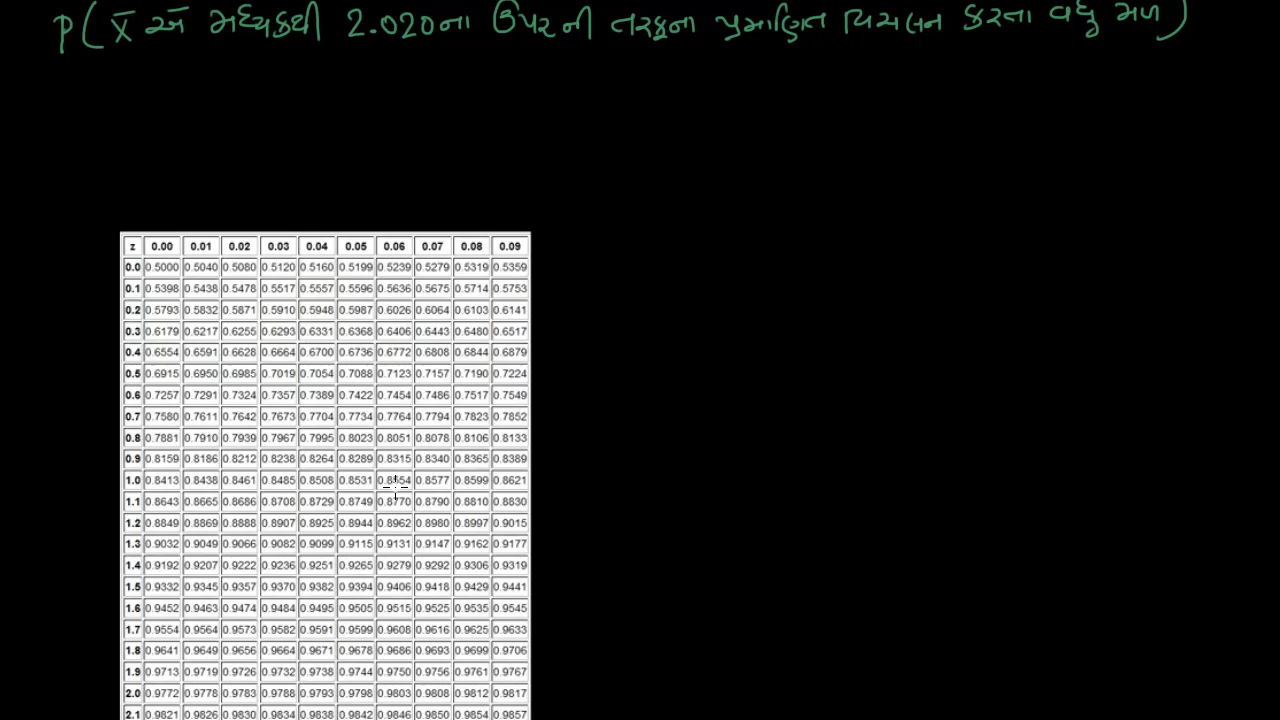 P( X̄ એ મધ્યકથી 2.020ના ઉપરની તરફના પ્રમાણિત વિચલન કરતા વધુ મળે )
z 0.00 0.01 0.02 0.03 0.04 0.05 0.06 0.07 0.08 0.09
0.0 0.5000 0.5040 0.5080 0.5120 0.5160 0.5199 0.5239 0.5279 0.5319 0.5359
0.1 0.5398 0.5438 0.5478 0.5517 0.5557 0.5596 0.5636 0.5675 0.5714 0.5753
0.2 0.5793 0.5832 0.5871 0.5910 0.5948 0.5987 0.6026 0.6064 0.6103 0.6141
0.3 0.6179 0.6217 0.6255 0.6293 0.6331 0.6368 0.6406 0.6443 0.6480 0.6517
0.4 0.6554 0.6591 0.6628 0.6664 0.6700 0.6736 0.6772 0.6808 0.6844 0.6879
0.5 0.6915 0.6950 0.6985 0.7019 0.7054 0.7088 0.7123 0.7157 0.7190 0.7224
0.6 0.7257 0.7291 0.7324 0.7357 0.7389 0.7422 0.7454 0.7486 0.7517 0.7549
0.7 0.7580 0.7611 0.7642 0.7673 0.7704 0.7734 0.7764 0.7794 0.7823 0.7852
0.8 0.7881 0.7910 0.7939 0.7967 0.7995 0.8023 0.8051 0.8078 0.8106 0.8133
0.9 0.8159 0.8186 0.8212 0.8238 0.8264 0.8289 0.8315 0.8340 0.8365 0.8389
1.0 0.8413 0.8438 0.8461 0.8485 0.8508 0.8531 0.8554 0.8577 0.8599 0.8621
1.1 0.8643 0.8665 0.8686 0.8708 0.8729 0.8749 0.8770 0.8790 0.8810 0.8830
1.2 0.8849 0.8869 0.8888 0.8907 0.8925 0.8944 0.8962 0.8980 0.8997 0.9015
1.3 0.9032 0.9049 0.9066 0.9082 0.9099 0.9115 0.9131 0.9147 0.9162 0.9177
1.4 0.9192 0.9207 0.9222 0.9236 0.9251 0.9265 0.9279 0.9292 0.9306 0.9319
1.5 0.9332 0.9345 0.9357 0.9370 0.9382 0.9394 0.9406 0.9418 0.9429 0.9441
1.6 0.9452 0.9463 0.9474 0.9484 0.9495 0.9505 0.9515 0.9525 0.9535 0.9545
1.7 0.9554 0.9564 0.9573 0.9582 0.9591 0.9599 0.9608 0.9616 0.9625 0.9633
1.8 0.9641 0.9649 0.9656 0.9664 0.9671 0.9678 0.9686 0.9693 0.9699 0.9706
1.9 0.9713 0.9719 0.9726 0.9732 0.9738 0.9744 0.9750 0.9756 0.9761 0.9767
2.0 0.9772 0.9778 0.9783 0.9788 0.9793 0.9798 0.9803 0.9808 0.9812 0.9817
2.1 0.9821 0.9826 0.9830 0.9834 0.9838 0.9842 0.9846 0.9850 0.9854 0.9857